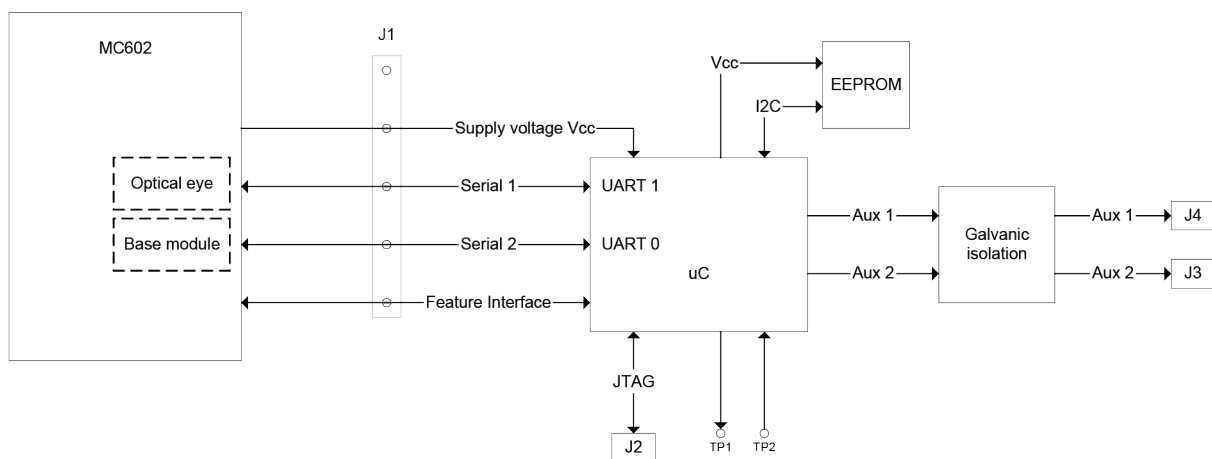 J1
MC602
Vcc
EEPROM
I2C
Supply voltage Vcc
Optical eye
Serial 1
UART 1
Aux 1
Aux 1
J4
Base module
Serial 2
UART 0
Galvanic
isolation
uC
Aux 2
Aux 2
J3
Feature Interface
JTAG
J2
TP1
TP2